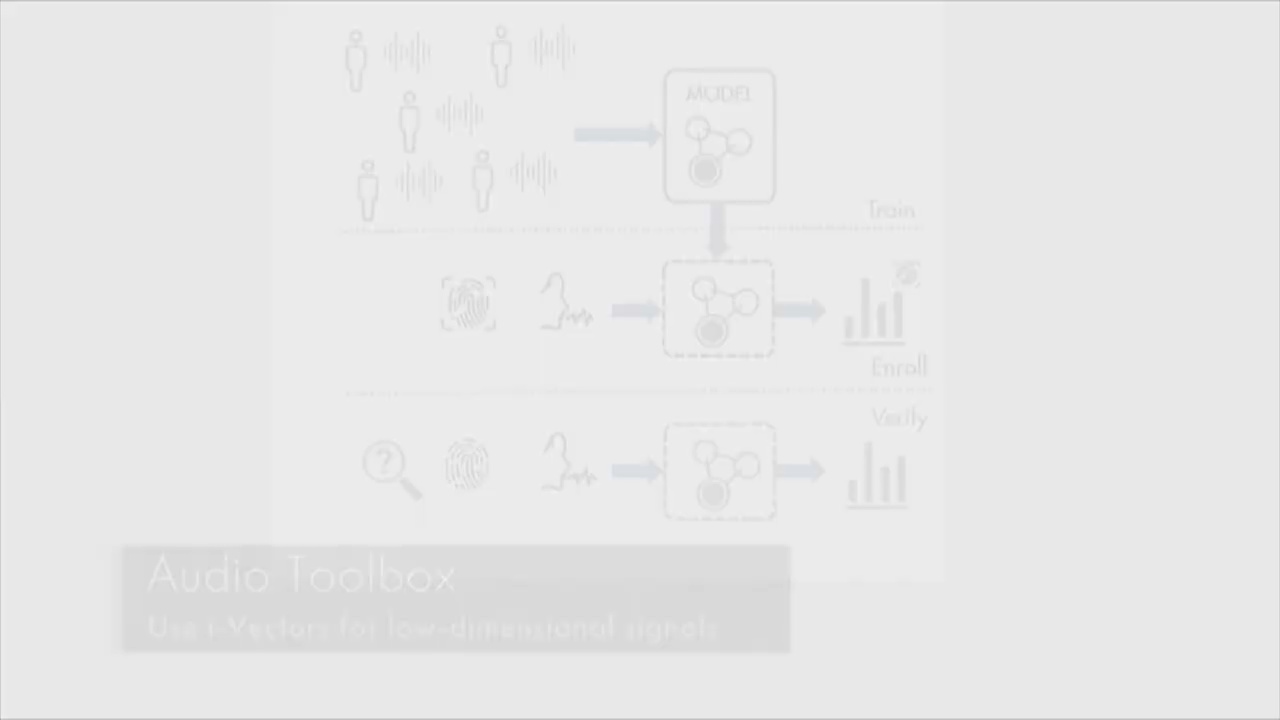 MODEL
Train
Enroll
Verify
?
Audio Toolbox
Use i-Vectors for low-dimensional signals